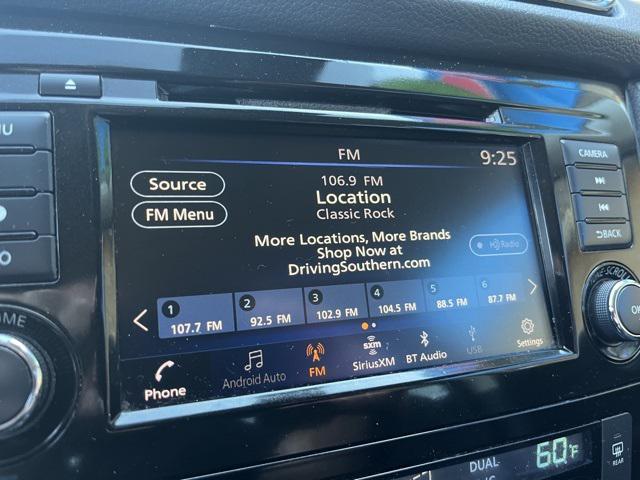 FM
9:25
Source
FM Menu
106.9 FM
Location
Classic Rock
More Locations, More Brands
Shop Now at
DrivingSouthern.com
HD Radio
1
107.7 FM
2
92.5 FM
3
102.9 FM
4
104.5 FM
5
88.5 FM
6
87.7 FM
Phone
Android Auto
FM
sxm
SiriusXM
BT Audio
USB
Settings
CAMERA
BACK
SCROLL
OK
DUAL
60°F
REAR